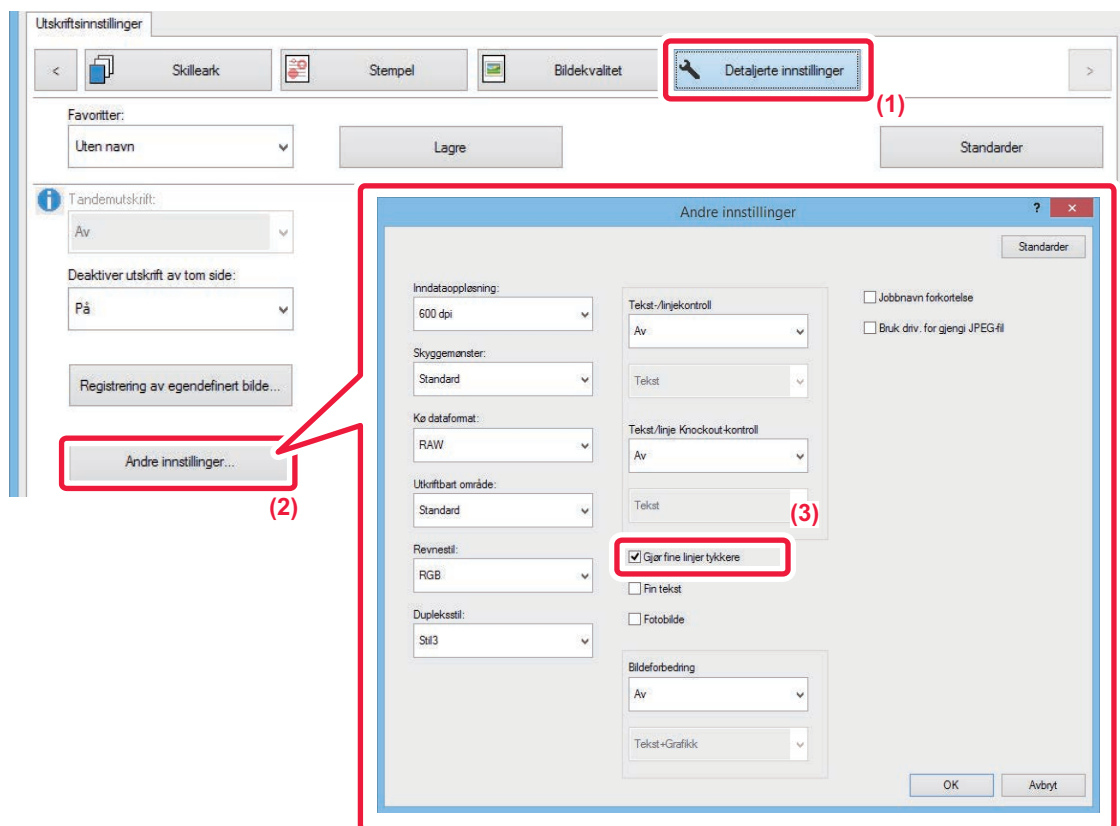 Utskriftsinnstillinger
< Skilleark Stempel Bildekvalitet Detaljerte innstillinger >
(1)
Favoritter:
Uten navn Lagre Standarder
Tandemutskrift:
Av
Deaktiver utskrift av tom side:
På
Registrering av egendefinert bilde...
Andre innstillinger...
(2)
Andre innstillinger ? ×
Standarder
Inndataoppløsning:
600 dpi
Skyggemønster:
Standard
Kø dataformat:
RAW
Utkriftbart område:
Standard
Revnestil:
RGB
Dupleksstil:
Stil3
Tekst-/linjekontroll
Av
Tekst
Tekst/linje Knockout-kontroll
Av
Tekst
(3)
Gjør fine linjer tykkere
Fin tekst
Fotobilde
Bildeforbedring
Av
Tekst+Grafikk
Jobbnavn forkortelse
Bruk driv. for gjengi JPEG-fil
OK Avbryt